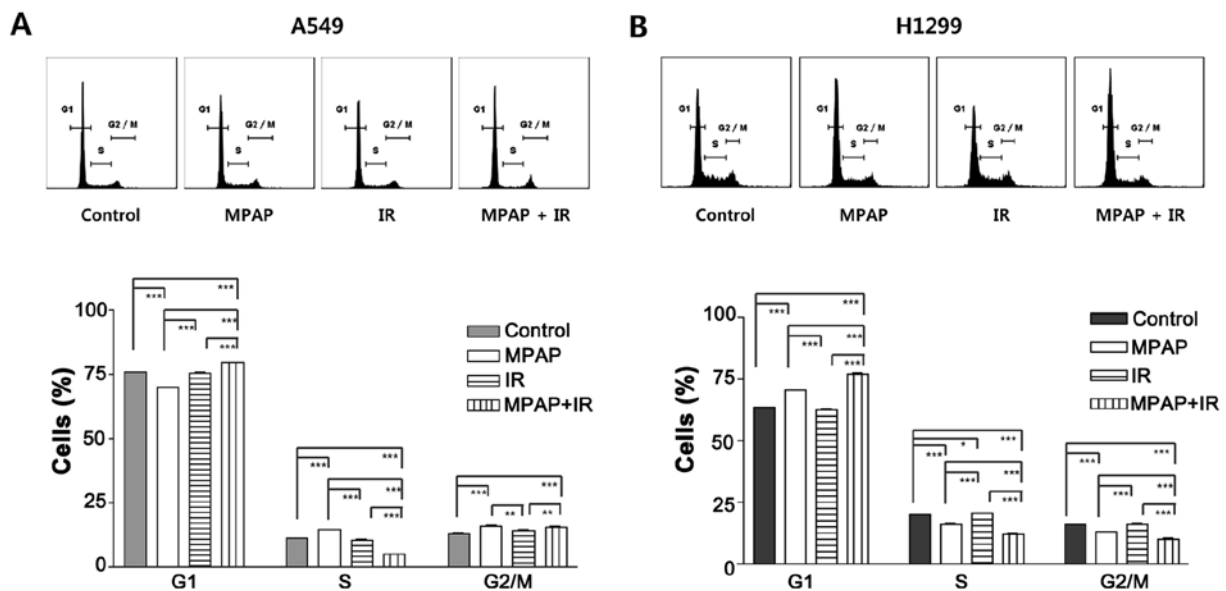 A
A549
G1
S
G2 / M
G1
S
G2 / M
G1
S
G2 / M
G1
S
G2 / M
Control
MPAP
IR
MPAP + IR
Cells (%)
100
75
50
25
0
***
***
***
***
***
***
***
***
***
***
***
***
***
**
**
Control
MPAP
IR
MPAP+IR
G1
S
G2/M
B
H1299
G1
S
G2/M
G1
S
G2/M
G1
S
G2/M
G1
S
G2/M
Control
MPAP
IR
MPAP + IR
Cells (%)
100
75
50
25
0
***
***
***
***
***
***
*
***
***
***
***
***
***
***
***
***
Control
MPAP
IR
MPAP+IR
G1
S
G2/M